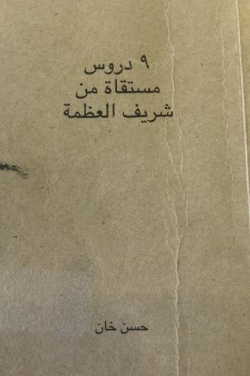 ٩ دروس
مستقاة من
شريف العظمة
حسن خان